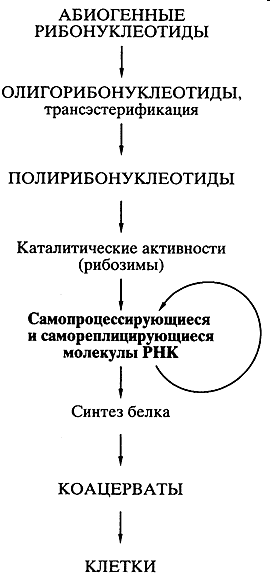 АБИОГЕННЫЕ
РИБОНУКЛЕОТИДЫ
ОЛИГОРИБОНУКЛЕОТИДЫ,
трансэстерификация
ПОЛИРИБОНУКЛЕОТИДЫ
Каталитические активности
(рибозимы)
Самопроцессирующиеся
и самореплицирующиеся
молекулы РНК
Синтез белка
КОАЦЕРВАТЫ
КЛЕТКИ